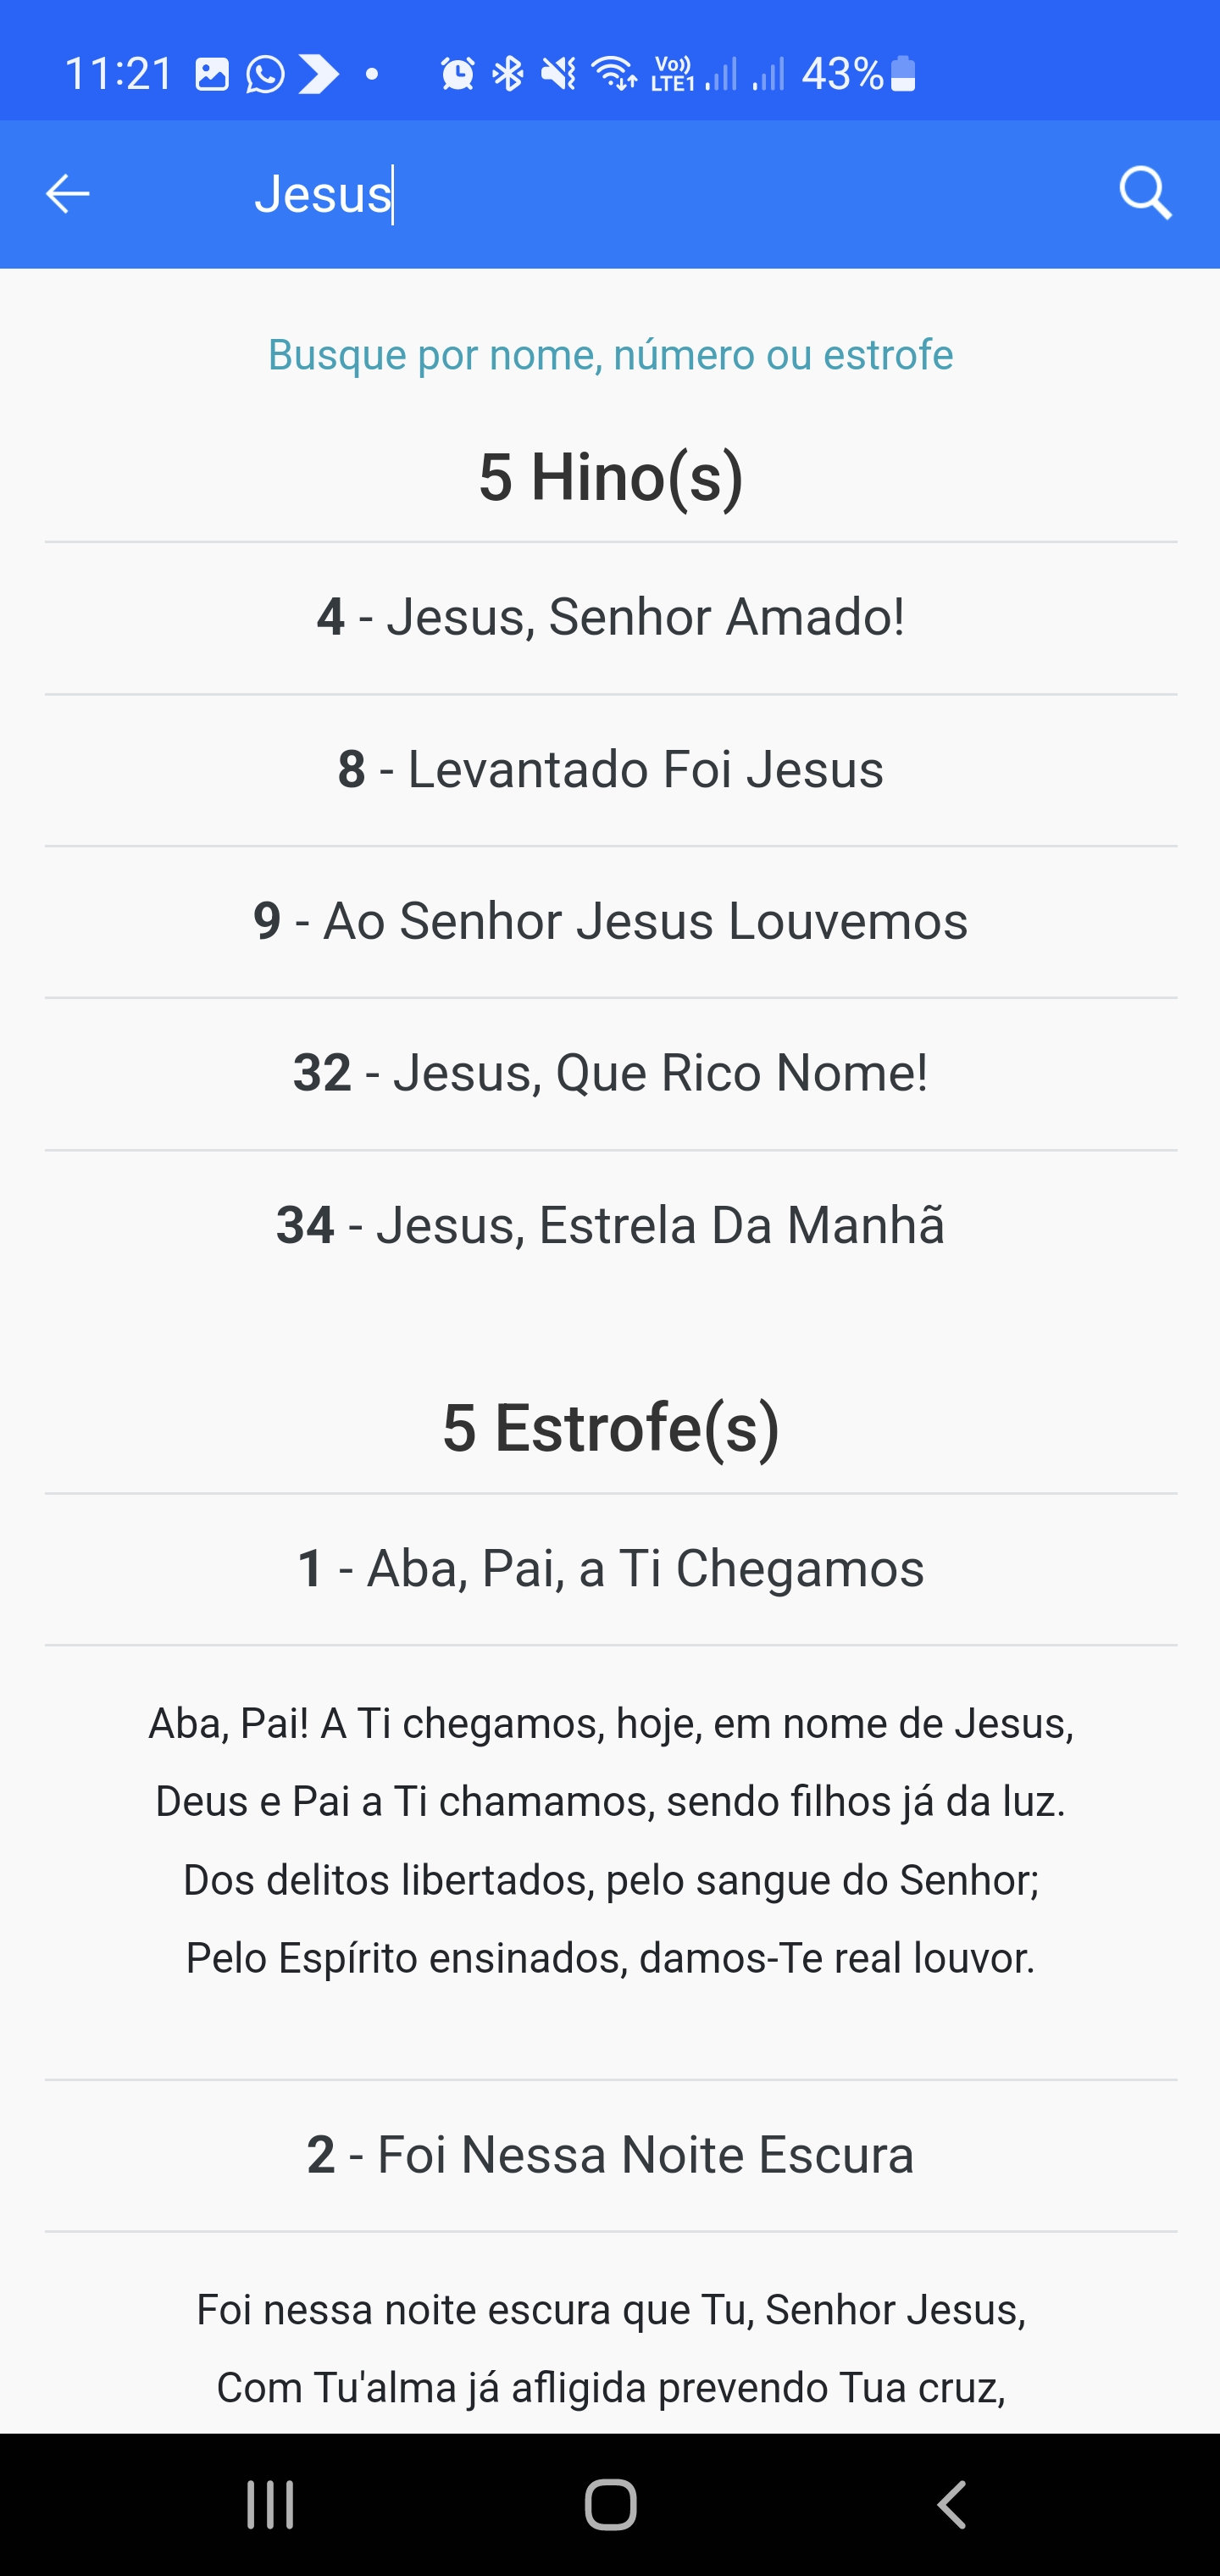 11:21 Vo)) LTE1 43%
Jesus
Busque por nome, número ou estrofe
5 Hino(s)
4 - Jesus, Senhor Amado!
8 - Levantado Foi Jesus
9 - Ao Senhor Jesus Louvemos
32 - Jesus, Que Rico Nome!
34 - Jesus, Estrela Da Manhã
5 Estrofe(s)
1 - Aba, Pai, a Ti Chegamos
Aba, Pai! A Ti chegamos, hoje, em nome de Jesus,
Deus e Pai a Ti chamamos, sendo filhos já da luz.
Dos delitos libertados, pelo sangue do Senhor;
Pelo Espírito ensinados, damos-Te real louvor.
2 - Foi Nessa Noite Escura
Foi nessa noite escura que Tu, Senhor Jesus,
Com Tu'alma já afligida prevendo Tua cruz,